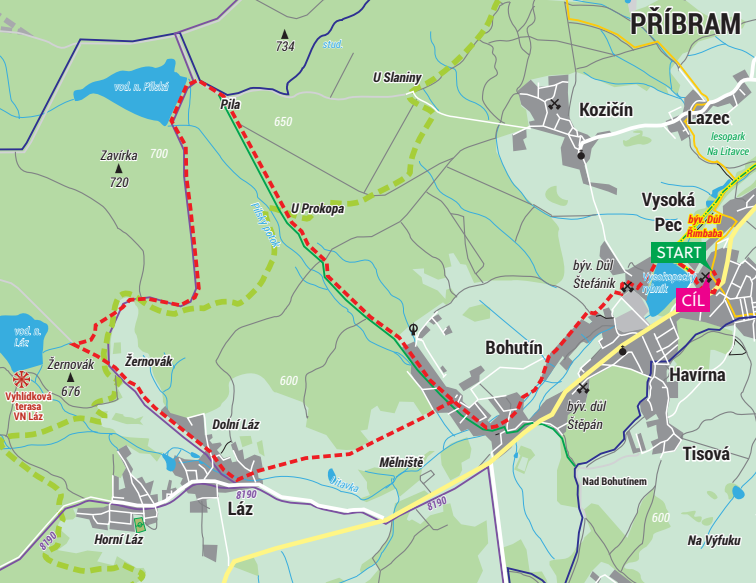 PŘÍBRAM
734
stud.
U Slaniny
vod. n. Pilská
Pila
650
Kozičín
Lazec
lesopark
Na Litavce
700
Zavírka
720
Vysoká
Pec
U Prokopa
Pilský potok
býv. Důl
Rimbaba
START
býv. Důl
Štefánik
Vysokopecký
rybník
CÍL
vod. n.
Láz
Žernovák
676
Žernovák
Bohutín
Havírna
600
Vyhlídková
terasa
VN Láz
býv. důl
Štěpán
Dolní Láz
Tisová
Mělniště
Litavka
Nad Bohutínem
8190
8190
Láz
600
Horní Láz
8190
Na Výfuku